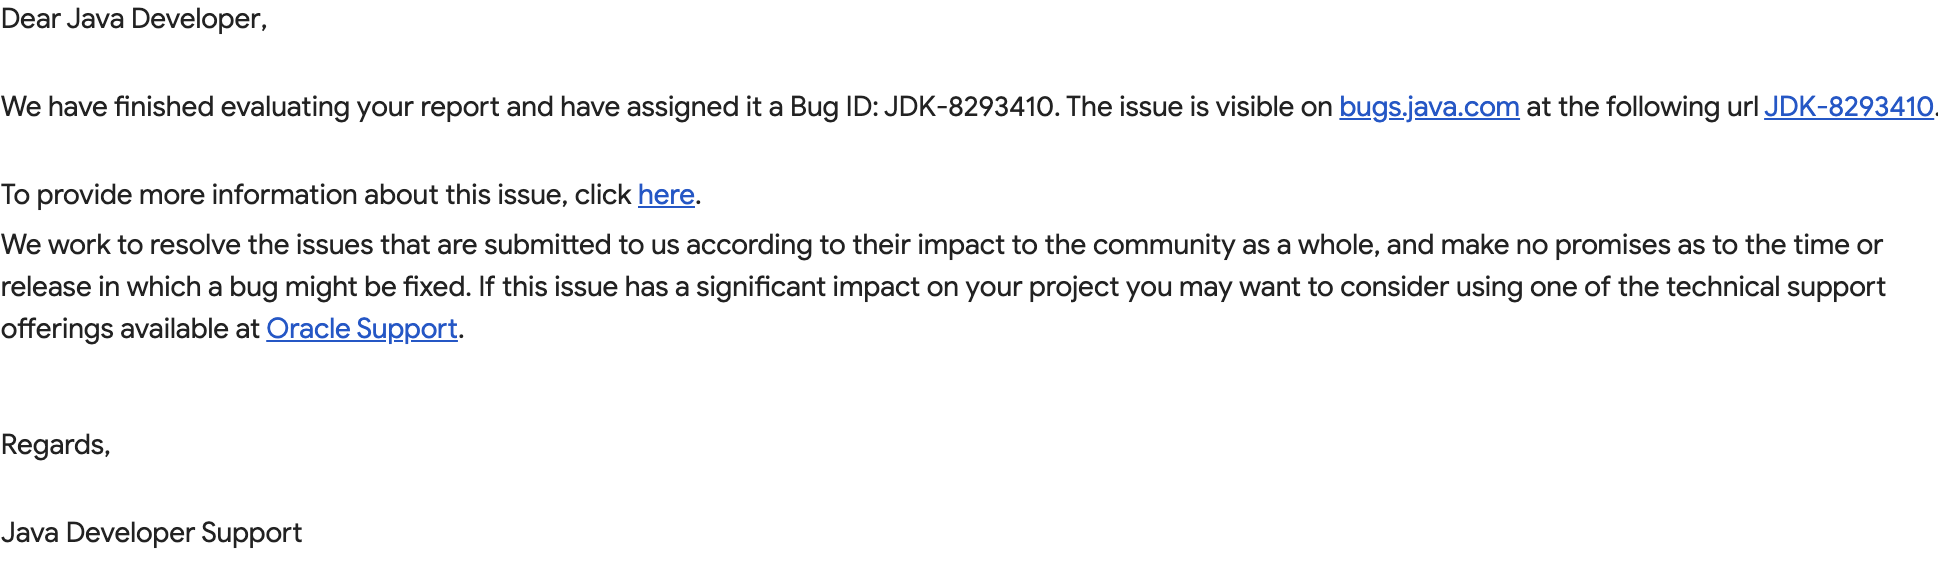 Dear Java Developer,
We have finished evaluating your report and have assigned it a Bug ID: JDK-8293410. The issue is visible on bugs.java.com at the following url JDK-8293410.
To provide more information about this issue, click here.
We work to resolve the issues that are submitted to us according to their impact to the community as a whole, and make no promises as to the time or
release in which a bug might be fixed. If this issue has a significant impact on your project you may want to consider using one of the technical support
offerings available at Oracle Support.
Regards,
Java Developer Support